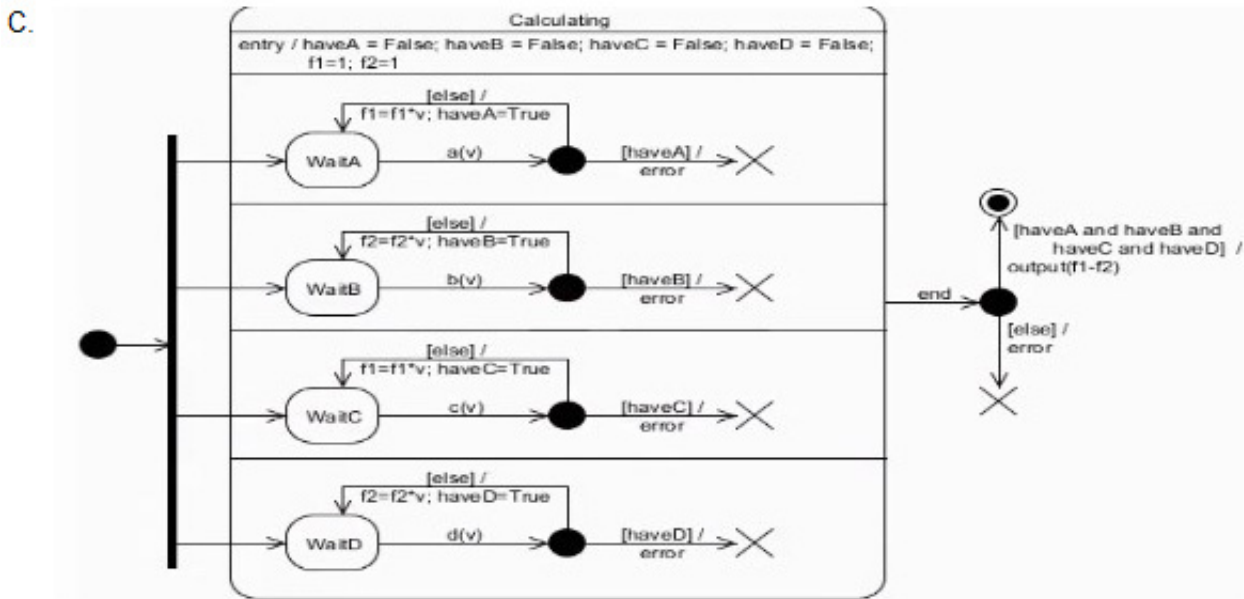 C.
Calculating
entry / haveA = False; haveB = False; haveC = False; haveD = False;
f1=1; f2=1
[else] /
f1=f1*v; haveA=True
WaitA
a(v)
[haveA] /
error
[else] /
f2=f2*v; haveB=True
WaitB
b(v)
[haveB] /
error
[else] /
f1=f1*v; haveC=True
WaitC
c(v)
[haveC] /
error
[else] /
f2=f2*v; haveD=True
WaitD
d(v)
[haveD] /
error
end
[haveA and haveB and
haveC and haveD] /
output(f1-f2)
[else] /
error